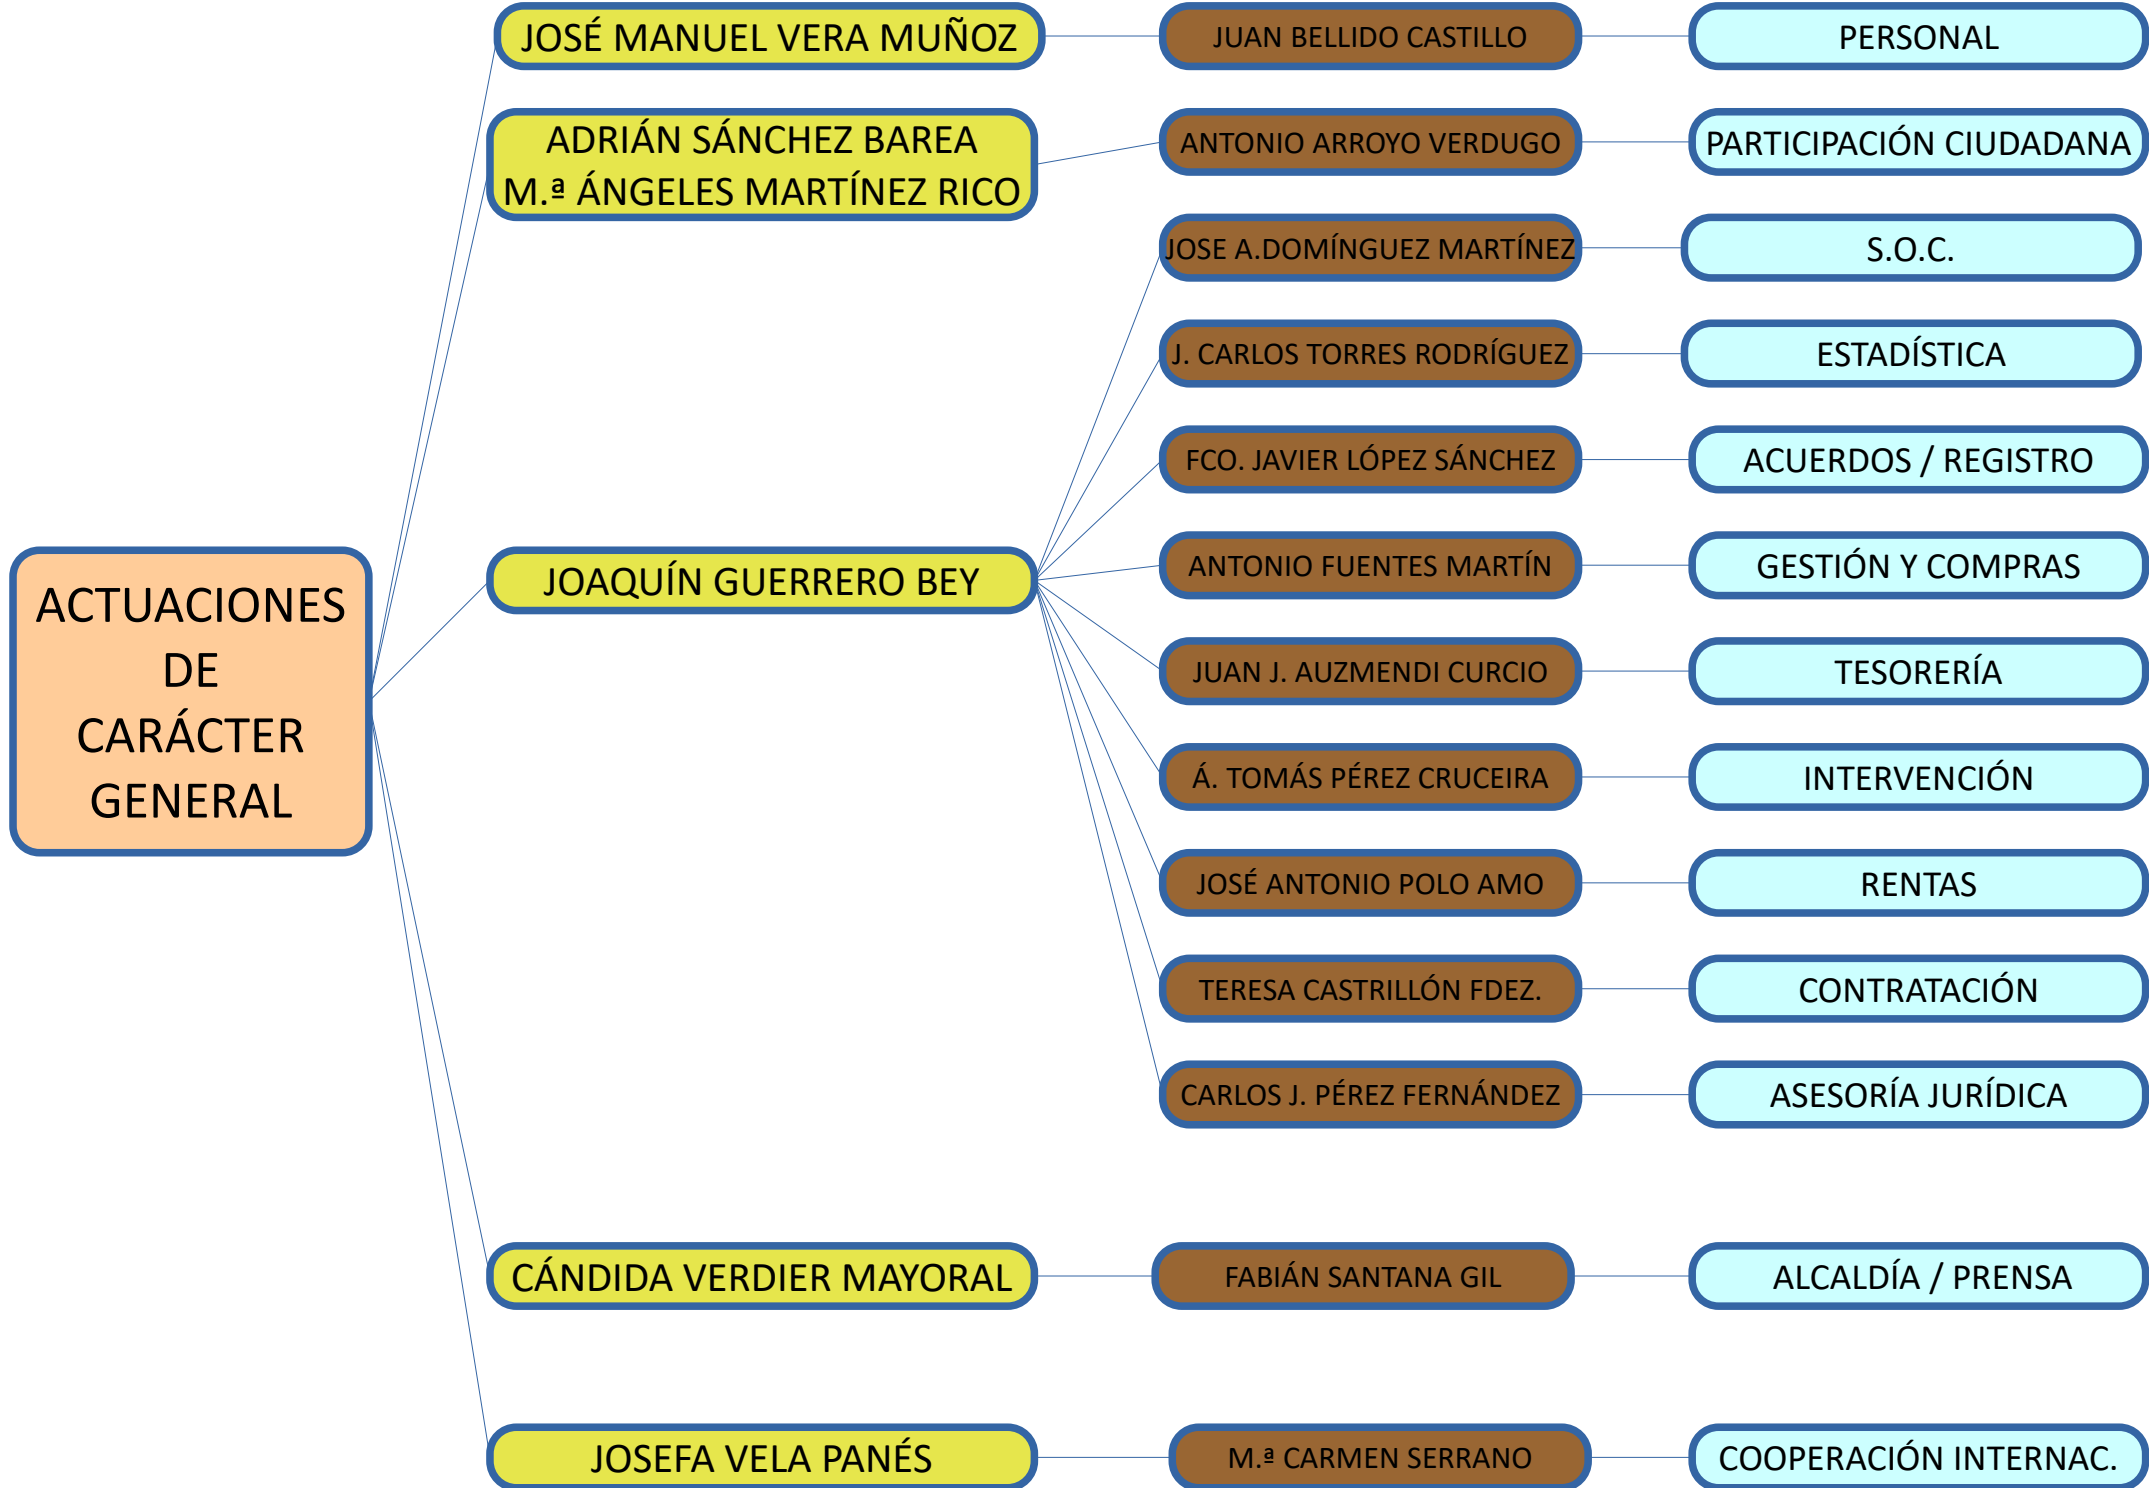 JOSÉ MANUEL VERA MUÑOZ
JUAN BELLIDO CASTILLO
PERSONAL
ADRIÁN SÁNCHEZ BAREA
M.ª ÁNGELES MARTÍNEZ RICO
ANTONIO ARROYO VERDUGO
PARTICIPACIÓN CIUDADANA
JOSE A.DOMÍNGUEZ MARTÍNEZ
S.O.C.
J. CARLOS TORRES RODRÍGUEZ
ESTADÍSTICA
FCO. JAVIER LÓPEZ SÁNCHEZ
ACUERDOS / REGISTRO
ACTUACIONES
DE
CARÁCTER
GENERAL
JOAQUÍN GUERRERO BEY
ANTONIO FUENTES MARTÍN
GESTIÓN Y COMPRAS
JUAN J. AUZMENDI CURCIO
TESORERÍA
Á. TOMÁS PÉREZ CRUCEIRA
INTERVENCIÓN
JOSÉ ANTONIO POLO AMO
RENTAS
TERESA CASTRILLÓN FDEZ.
CONTRATACIÓN
CARLOS J. PÉREZ FERNÁNDEZ
ASESORÍA JURÍDICA
CÁNDIDA VERDIER MAYORAL
FABIÁN SANTANA GIL
ALCALDÍA / PRENSA
JOSEFA VELA PANÉS
M.ª CARMEN SERRANO
COOPERACIÓN INTERNAC.